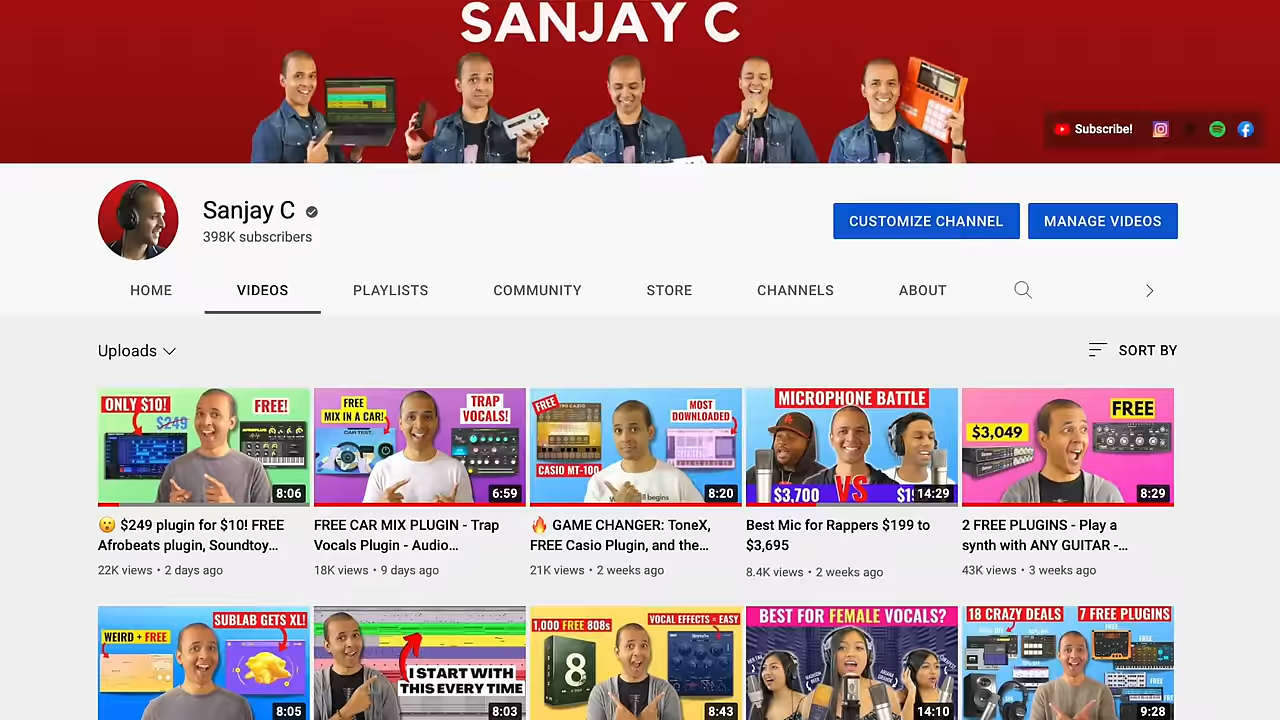 SANJAY C
Subscribe!
Sanjay C
398K subscribers
CUSTOMIZE CHANNEL
MANAGE VIDEOS
HOME
VIDEOS
PLAYLISTS
COMMUNITY
STORE
CHANNELS
ABOUT
Uploads
SORT BY
ONLY $10!
$249
FREE!
8:06
FREE
MIX IN A CAR!
CAR TEST
TRAP
VOCALS!
6:59
FREE
MOST
DOWNLOADED
CASIO MT-100
begins
8:20
MICROPHONE BATTLE
$3,700
VS
14:29
FREE
$3,049
8:29
😮 $249 plugin for $10! FREE
Afrobeats plugin, Soundtoy...
22K views • 2 days ago
FREE CAR MIX PLUGIN - Trap
Vocals Plugin - Audio...
18K views • 9 days ago
🔥 GAME CHANGER: ToneX,
FREE Casio Plugin, and the...
21K views • 2 weeks ago
Best Mic for Rappers $199 to
$3,695
8.4K views • 2 weeks ago
2 FREE PLUGINS - Play a
synth with ANY GUITAR -...
43K views • 3 weeks ago
SUBLAB GETS XL!
WEIRD + FREE
8:05
I START WITH
THIS EVERY TIME
8:03
1,000 FREE 808s
VOCAL EFFECTS = EASY
8
8:43
BEST FOR FEMALE VOCALS?
14:10
18 CRAZY DEALS
7 FREE PLUGINS
FREE
FREE
FREE
FREE
9:28